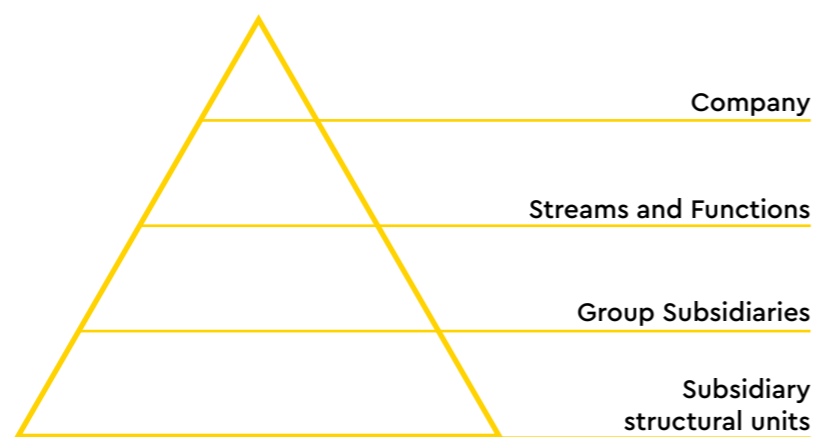 Company
Streams and Functions
Group Subsidiaries
Subsidiary
structural units